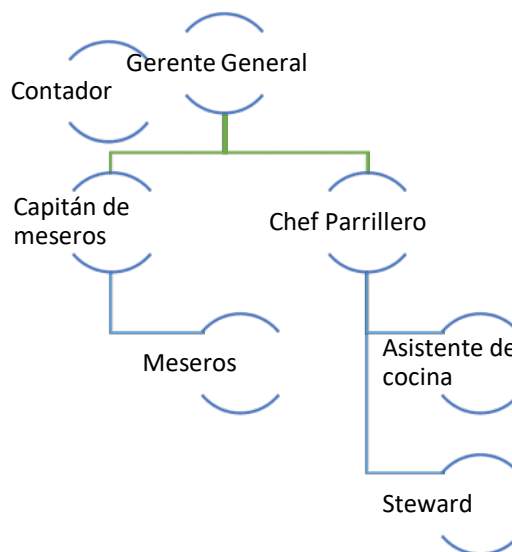 Gerente General
Contador
Capitán de
meseros
Chef Parrillero
Meseros
Asistente de
cocina
Steward